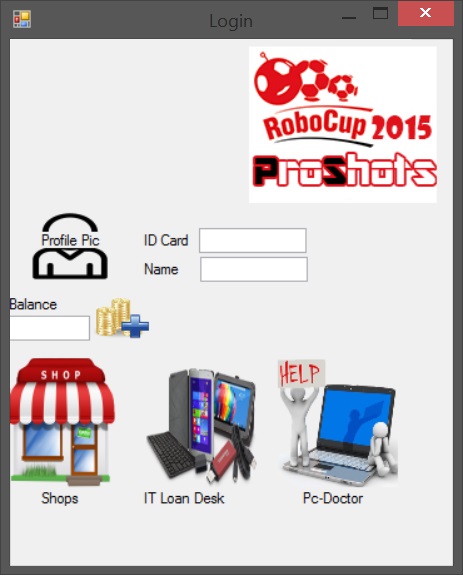 Login
RoboCup 2015
ProShots
Profile Pic
ID Card
Name
Balance
SHOP
HELP
Shops
IT Loan Desk
Pc-Doctor